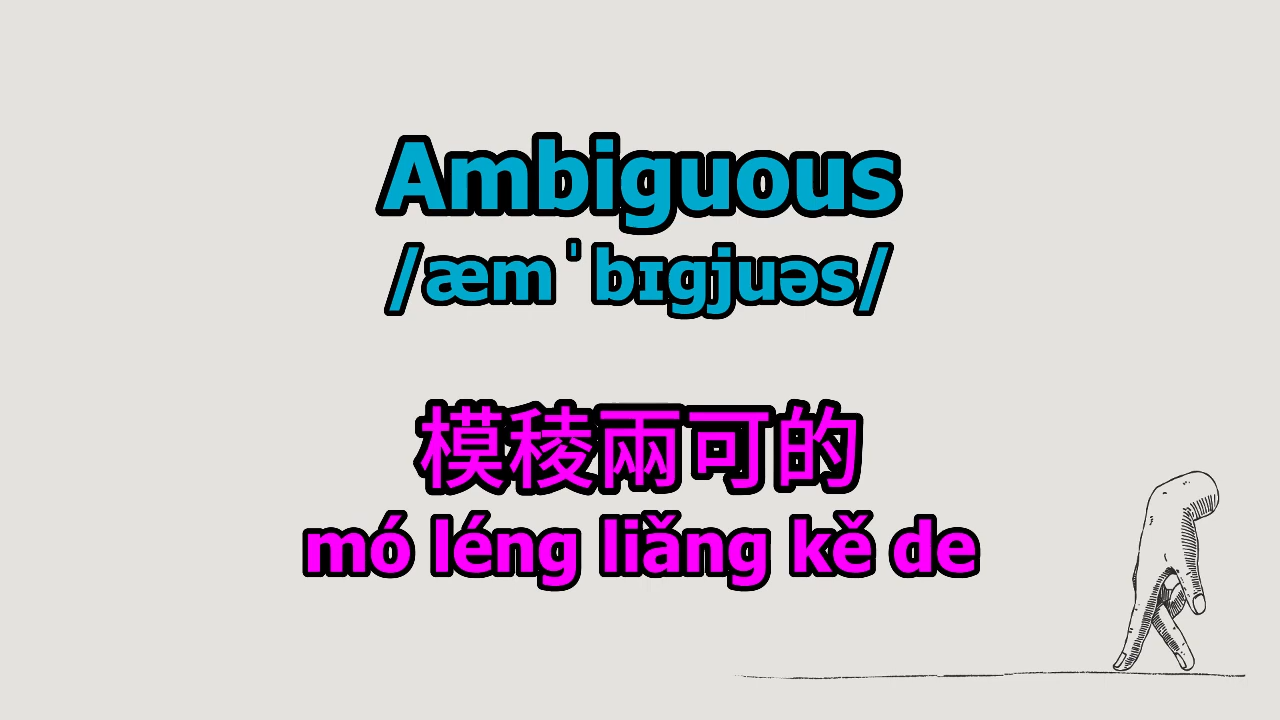 Ambiguous
/æmˈbɪgjuəs/
模稜兩可的
mó léng liǎng kě de